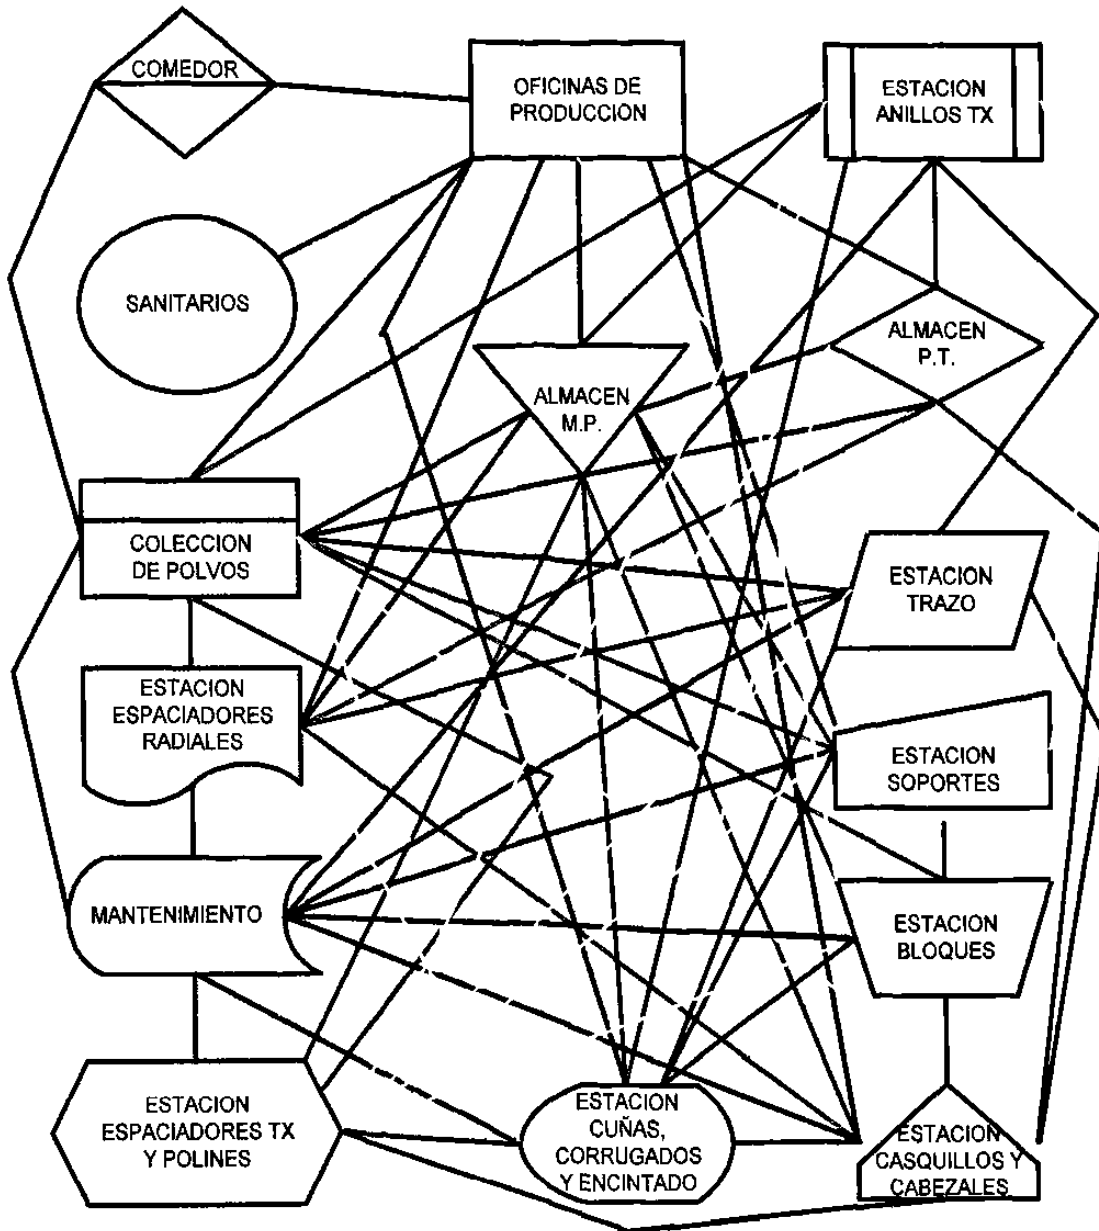 COMEDOR
OFICINAS DE
PRODUCCION
ESTACION
ANILLOS TX
SANITARIOS
ALMACEN
M.P.
ALMACEN
P.T.
COLECCION
DE POLVOS
ESTACION
TRAZO
ESTACION
ESPACIADORES
RADIALES
ESTACION
SOPORTES
MANTENIMIENTO
ESTACION
BLOQUES
ESTACION
ESPACIADORES TX
Y POLINES
ESTACION
CUÑAS,
CORRUGADOS
Y ENCINTADO
ESTACION
CASQUILLOS Y
CABEZALES